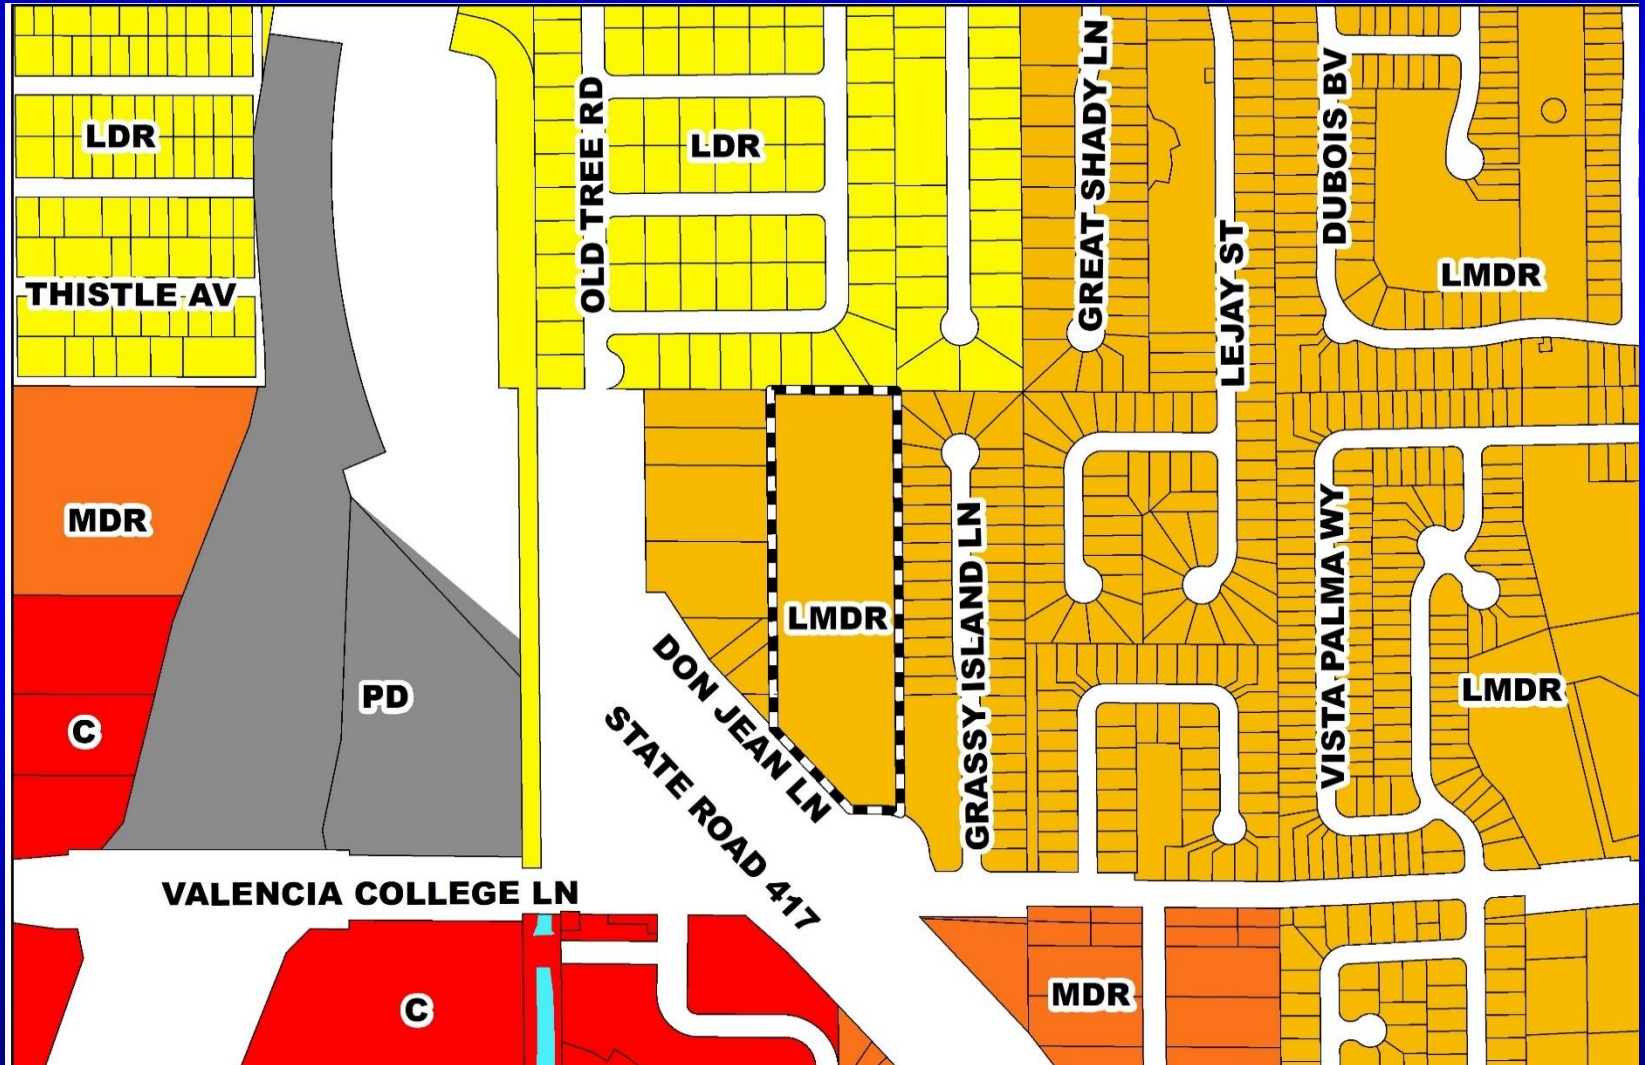 GREAT SHADY LN
DUBOIS BV
OLD TREE RD
LDR
LDR
LEJAY ST
LMDR
THISTLE AV
MDR
VISTA PALMA WY
GRASSY ISLAND LN
LMDR
DON JEAN LN
LMDR
PD
C
STATE ROAD 417
VALENCIA COLLEGE LN
MDR
C